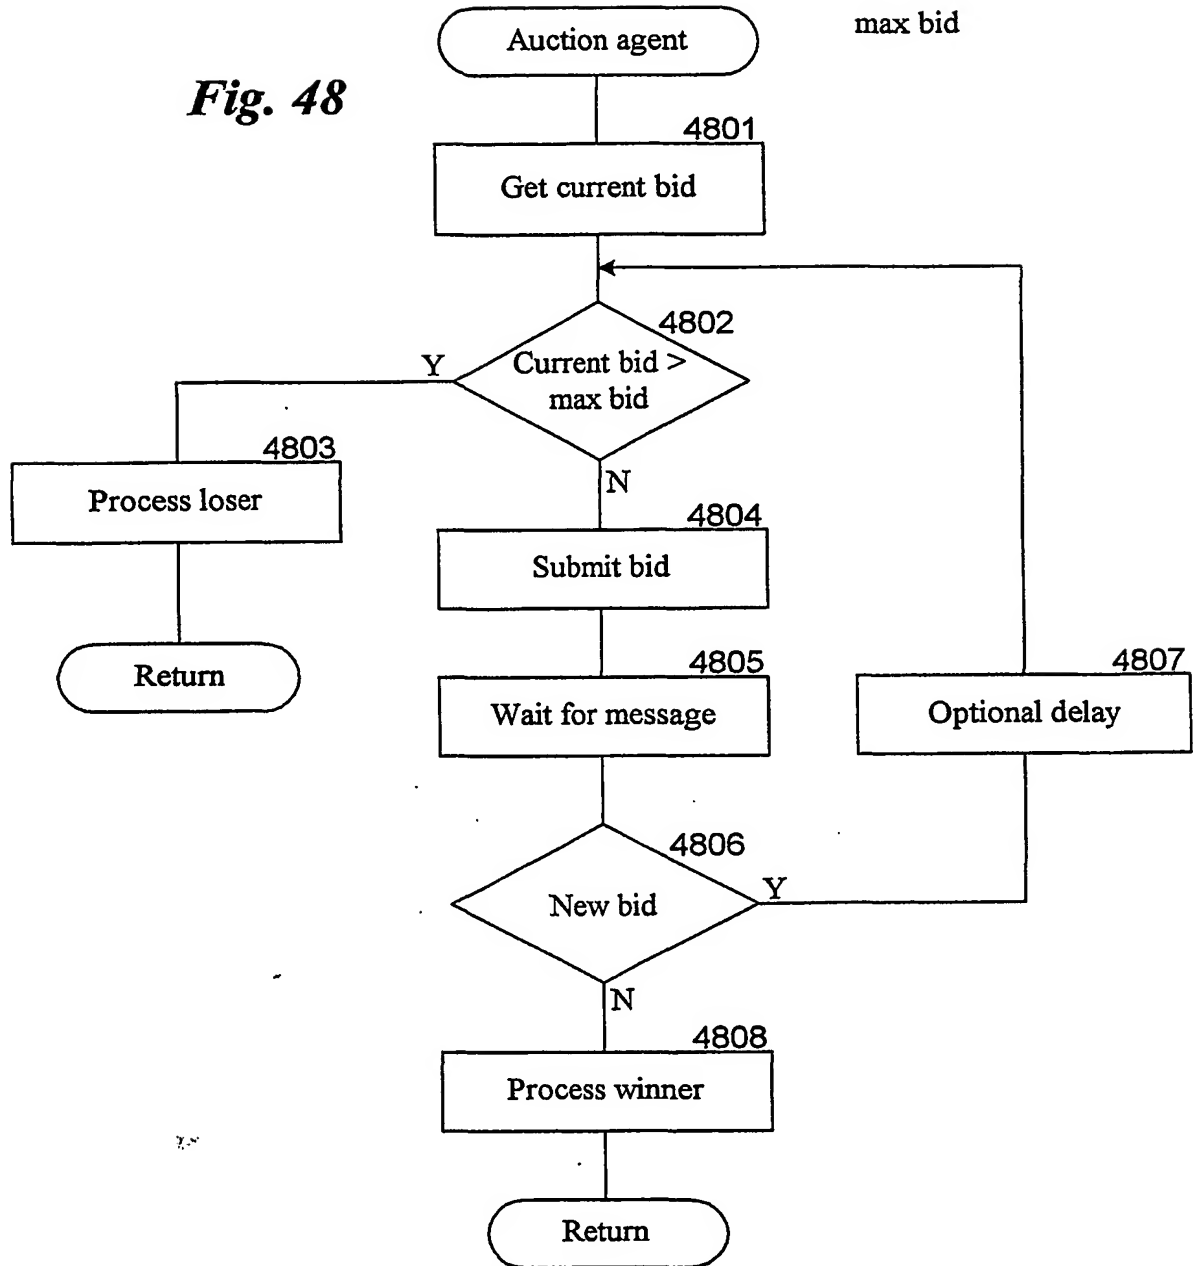 Auction agent
max bid
Fig. 48
4801
Get current bid
4802
Y
Current bid >
max bid
4803
Process loser
N
4804
Submit bid
Return
4805
Wait for message
4807
Optional delay
4806
New bid
Y
N
4808
Process winner
Return